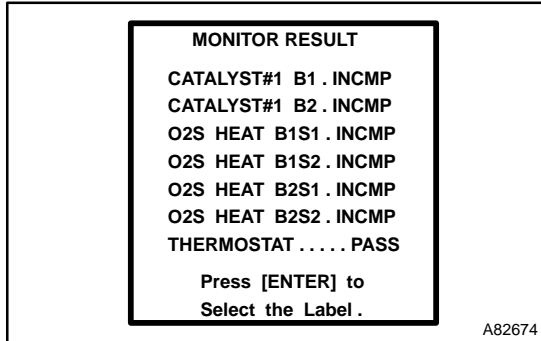 MONITOR RESULT
CATALYST#1 B1 . INCMP
CATALYST#1 B2 . INCMP
O2S HEAT B1S1 . INCMP
O2S HEAT B1S2 . INCMP
O2S HEAT B2S1 . INCMP
O2S HEAT B2S2 . INCMP
THERMOSTAT . . . . . PASS
Press [ENTER] to
Select the Label .
A82674